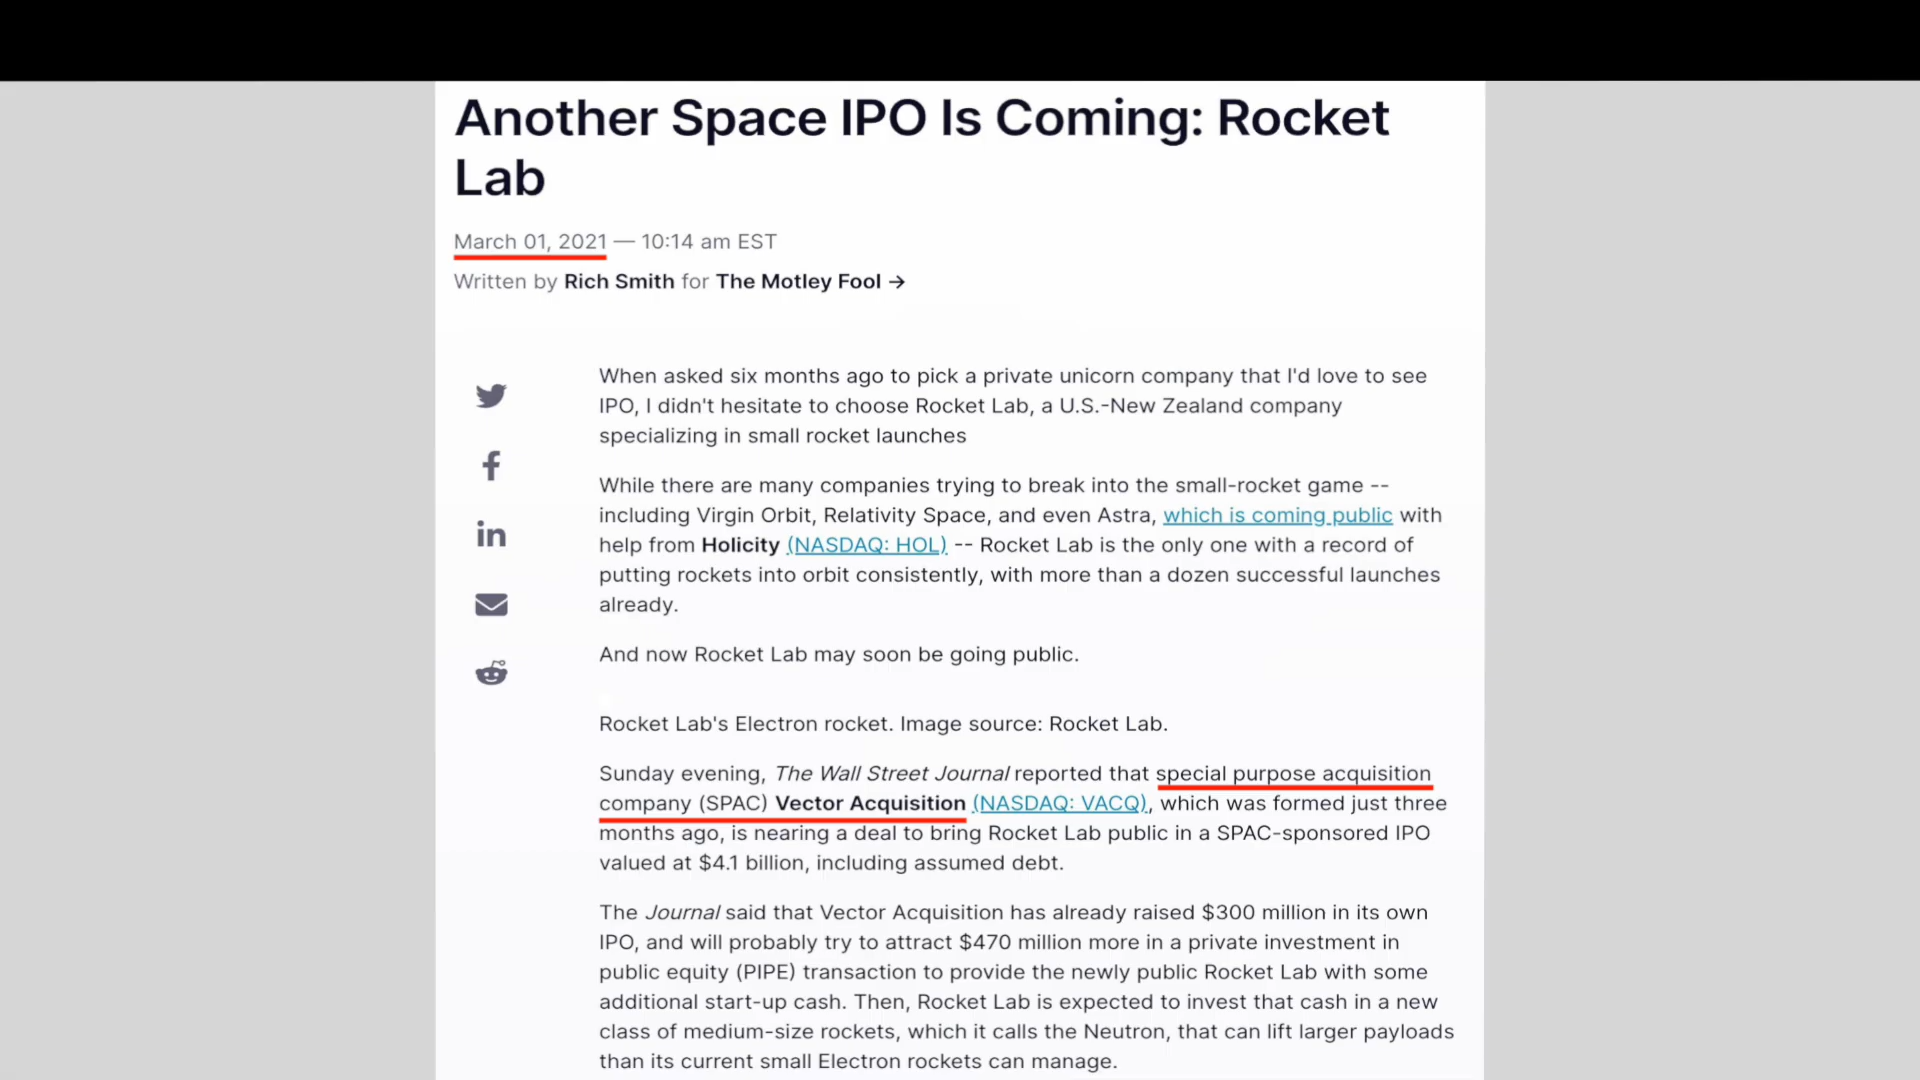 Another Space IPO Is Coming: Rocket
Lab
March 01, 2021 — 10:14 am EST
Written by Rich Smith for The Motley Fool →
When asked six months ago to pick a private unicorn company that I'd love to see
IPO, I didn't hesitate to choose Rocket Lab, a U.S.-New Zealand company
specializing in small rocket launches
While there are many companies trying to break into the small-rocket game --
including Virgin Orbit, Relativity Space, and even Astra, which is coming public with
help from Holicity (NASDAQ: HOL) -- Rocket Lab is the only one with a record of
putting rockets into orbit consistently, with more than a dozen successful launches
already.
And now Rocket Lab may soon be going public.
Rocket Lab's Electron rocket. Image source: Rocket Lab.
Sunday evening, The Wall Street Journal reported that special purpose acquisition
company (SPAC) Vector Acquisition (NASDAQ: VACQ), which was formed just three
months ago, is nearing a deal to bring Rocket Lab public in a SPAC-sponsored IPO
valued at $4.1 billion, including assumed debt.
The Journal said that Vector Acquisition has already raised $300 million in its own
IPO, and will probably try to attract $470 million more in a private investment in
public equity (PIPE) transaction to provide the newly public Rocket Lab with some
additional start-up cash. Then, Rocket Lab is expected to invest that cash in a new
class of medium-size rockets, which it calls the Neutron, that can lift larger payloads
than its current small Electron rockets can manage.